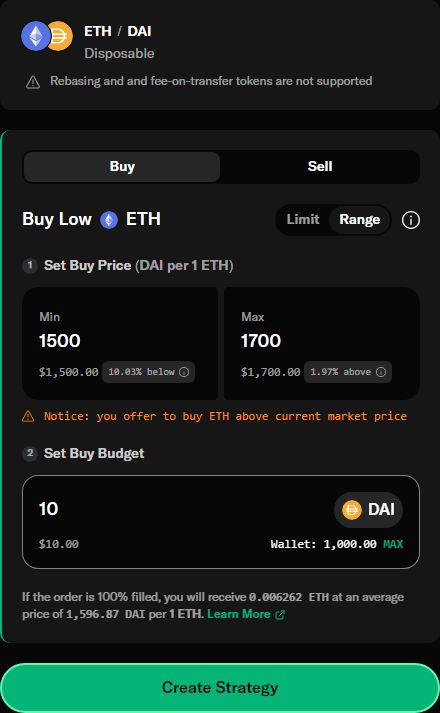 ETH / DAI
Disposable
Rebasing and and fee-on-transfer tokens are not supported
Buy Sell
Buy Low ETH Limit Range
1 Set Buy Price (DAI per 1 ETH)
Min Max
1500 1700
$1,500.00 10.03% below $1,700.00 1.97% above
Notice: you offer to buy ETH above current market price
2 Set Buy Budget
10 DAI
$10.00 Wallet: 1,000.00 MAX
If the order is 100% filled, you will receive 0.006262 ETH at an average
price of 1,596.87 DAI per 1 ETH. Learn More
Create Strategy